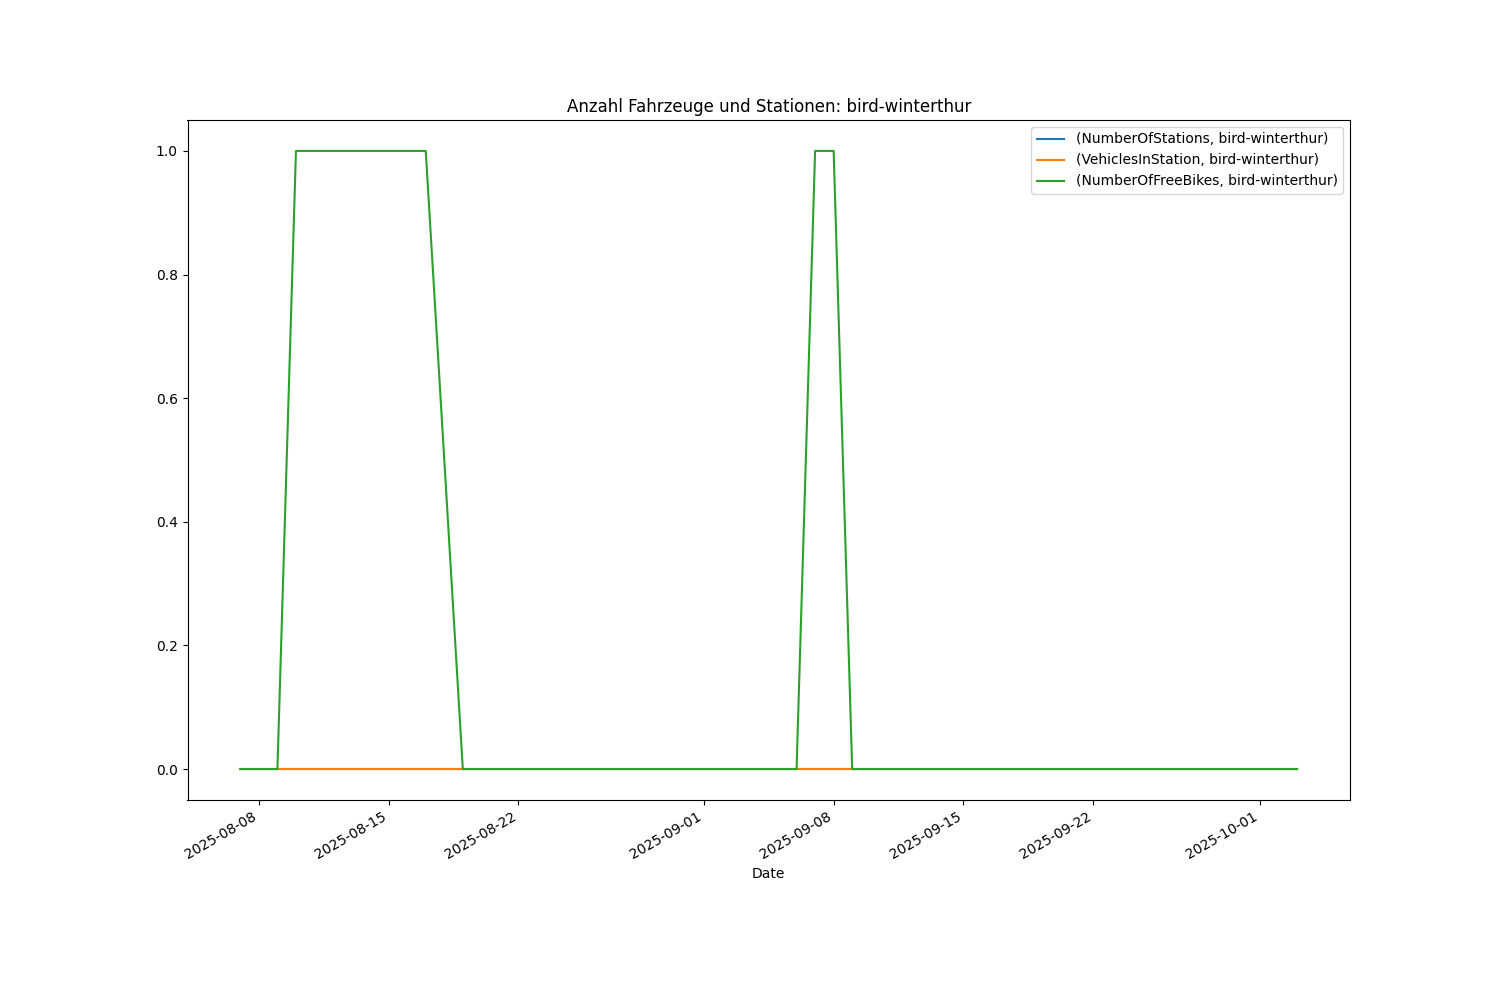 Anzahl Fahrzeuge und Stationen: bird-winterthur
(NumberOfStations, bird-winterthur)
(VehiclesInStation, bird-winterthur)
(NumberOfFreeBikes, bird-winterthur)
1.0
0.8
0.6
0.4
0.2
0.0
2025-08-08
2025-08-15
2025-08-22
2025-09-01
2025-09-08
2025-09-15
2025-09-22
2025-10-01
Date